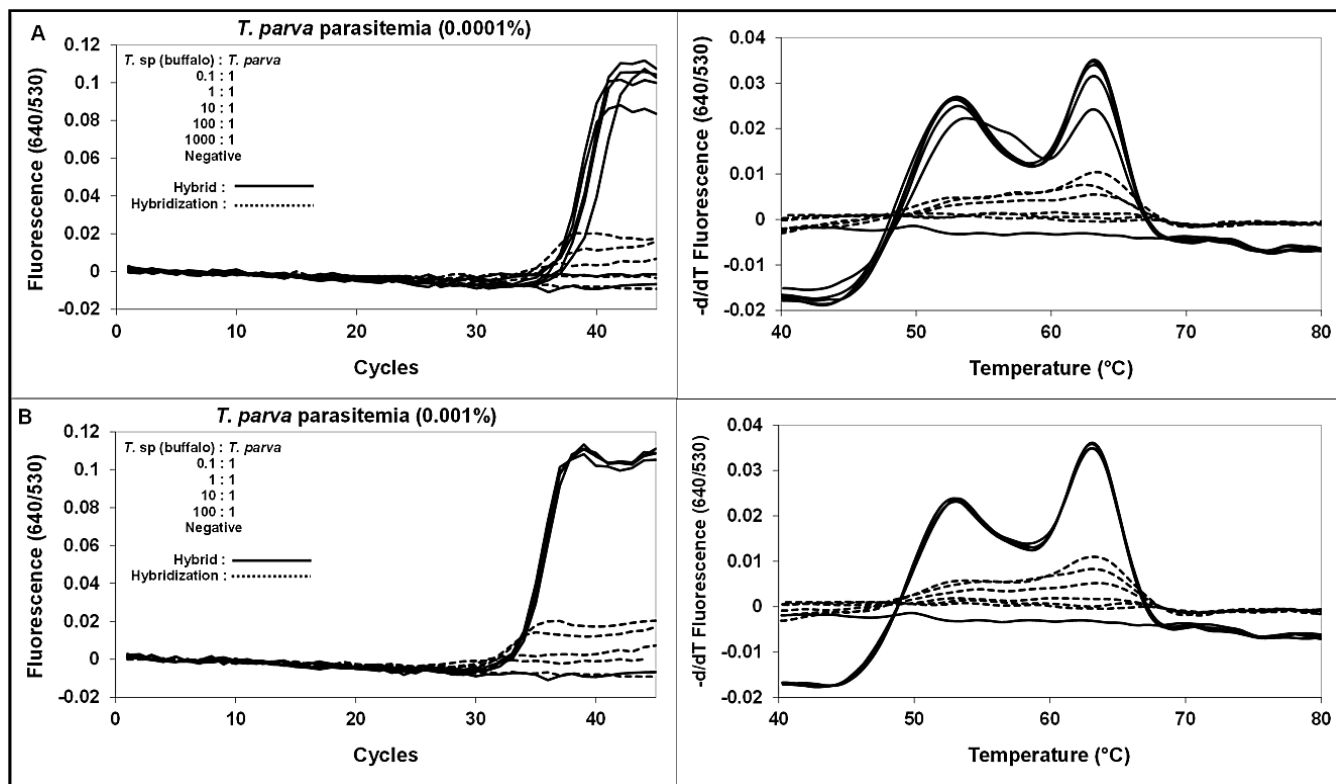 A
T. parva parasitemia (0.0001%)
T. sp (buffalo) : T. parva
0.1 : 1
1 : 1
10 : 1
100 : 1
1000 : 1
Negative
Hybrid :
Hybridization :
Fluorescence (640/530)
0.12
0.1
0.08
0.06
0.04
0.02
0
-0.02
0
10
20
30
40
Cycles
-d/dT Fluorescence (640/530)
0.04
0.03
0.02
0.01
0
-0.01
-0.02
40
50
60
70
80
Temperature (°C)
B
T. parva parasitemia (0.001%)
T. sp (buffalo) : T. parva
0.1 : 1
1 : 1
10 : 1
100 : 1
Negative
Hybrid :
Hybridization :
Fluorescence (640/530)
0.12
0.1
0.08
0.06
0.04
0.02
0
-0.02
0
10
20
30
40
Cycles
-d/dT Fluorescence (640/530)
0.04
0.03
0.02
0.01
0
-0.01
-0.02
40
50
60
70
80
Temperature (°C)